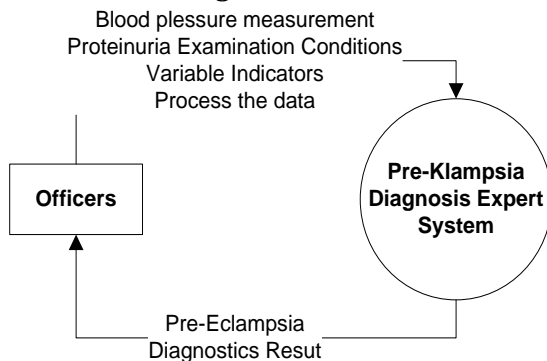 Blood plessure measurement
Proteinuria Examination Conditions
Variable Indicators
Process the data
Officers
Pre-Klampsia
Diagnosis Expert
System
Pre-Eclampsia
Diagnostics Resut